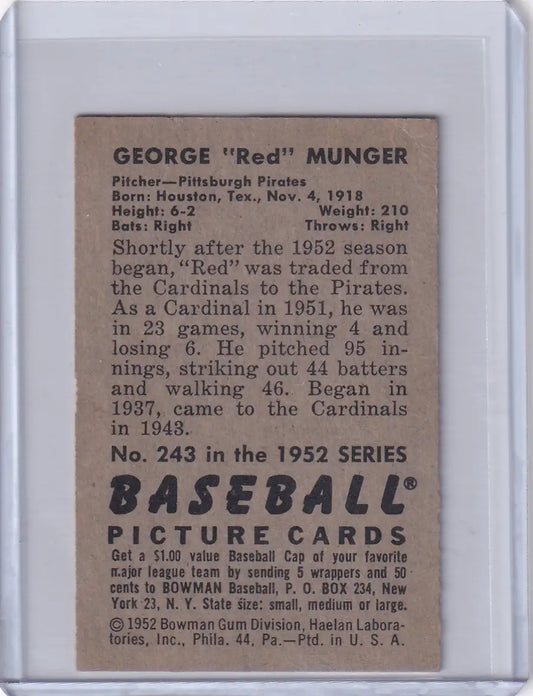 GEORGE "Red" MUNGER
Pitcher—Pittsburgh Pirates
Born: Houston, Tex., Nov. 4, 1918
Height: 6-2 Weight: 210
Bats: Right Throws: Right
Shortly after the 1952 season
began, "Red" was traded from
the Cardinals to the Pirates.
As a Cardinal in 1951, he was
in 23 games, winning 4 and
losing 6. He pitched 95 in-
nings, striking out 44 batters
and walking 46. Began in
1937, came to the Cardinals
in 1943.
No. 243 in the 1952 SERIES
BASEBALL®
PICTURE CARDS
Get a $1.00 value Baseball Cap of your favorite
major league team by sending 5 wrappers and 50
cents to BOWMAN Baseball, P. O. BOX 234, New
York 23, N. Y. State size: small, medium or large.
© 1952 Bowman Gum Division, Haelan Labora-
tories, Inc., Phila. 44, Pa.—Ptd. in U. S. A.